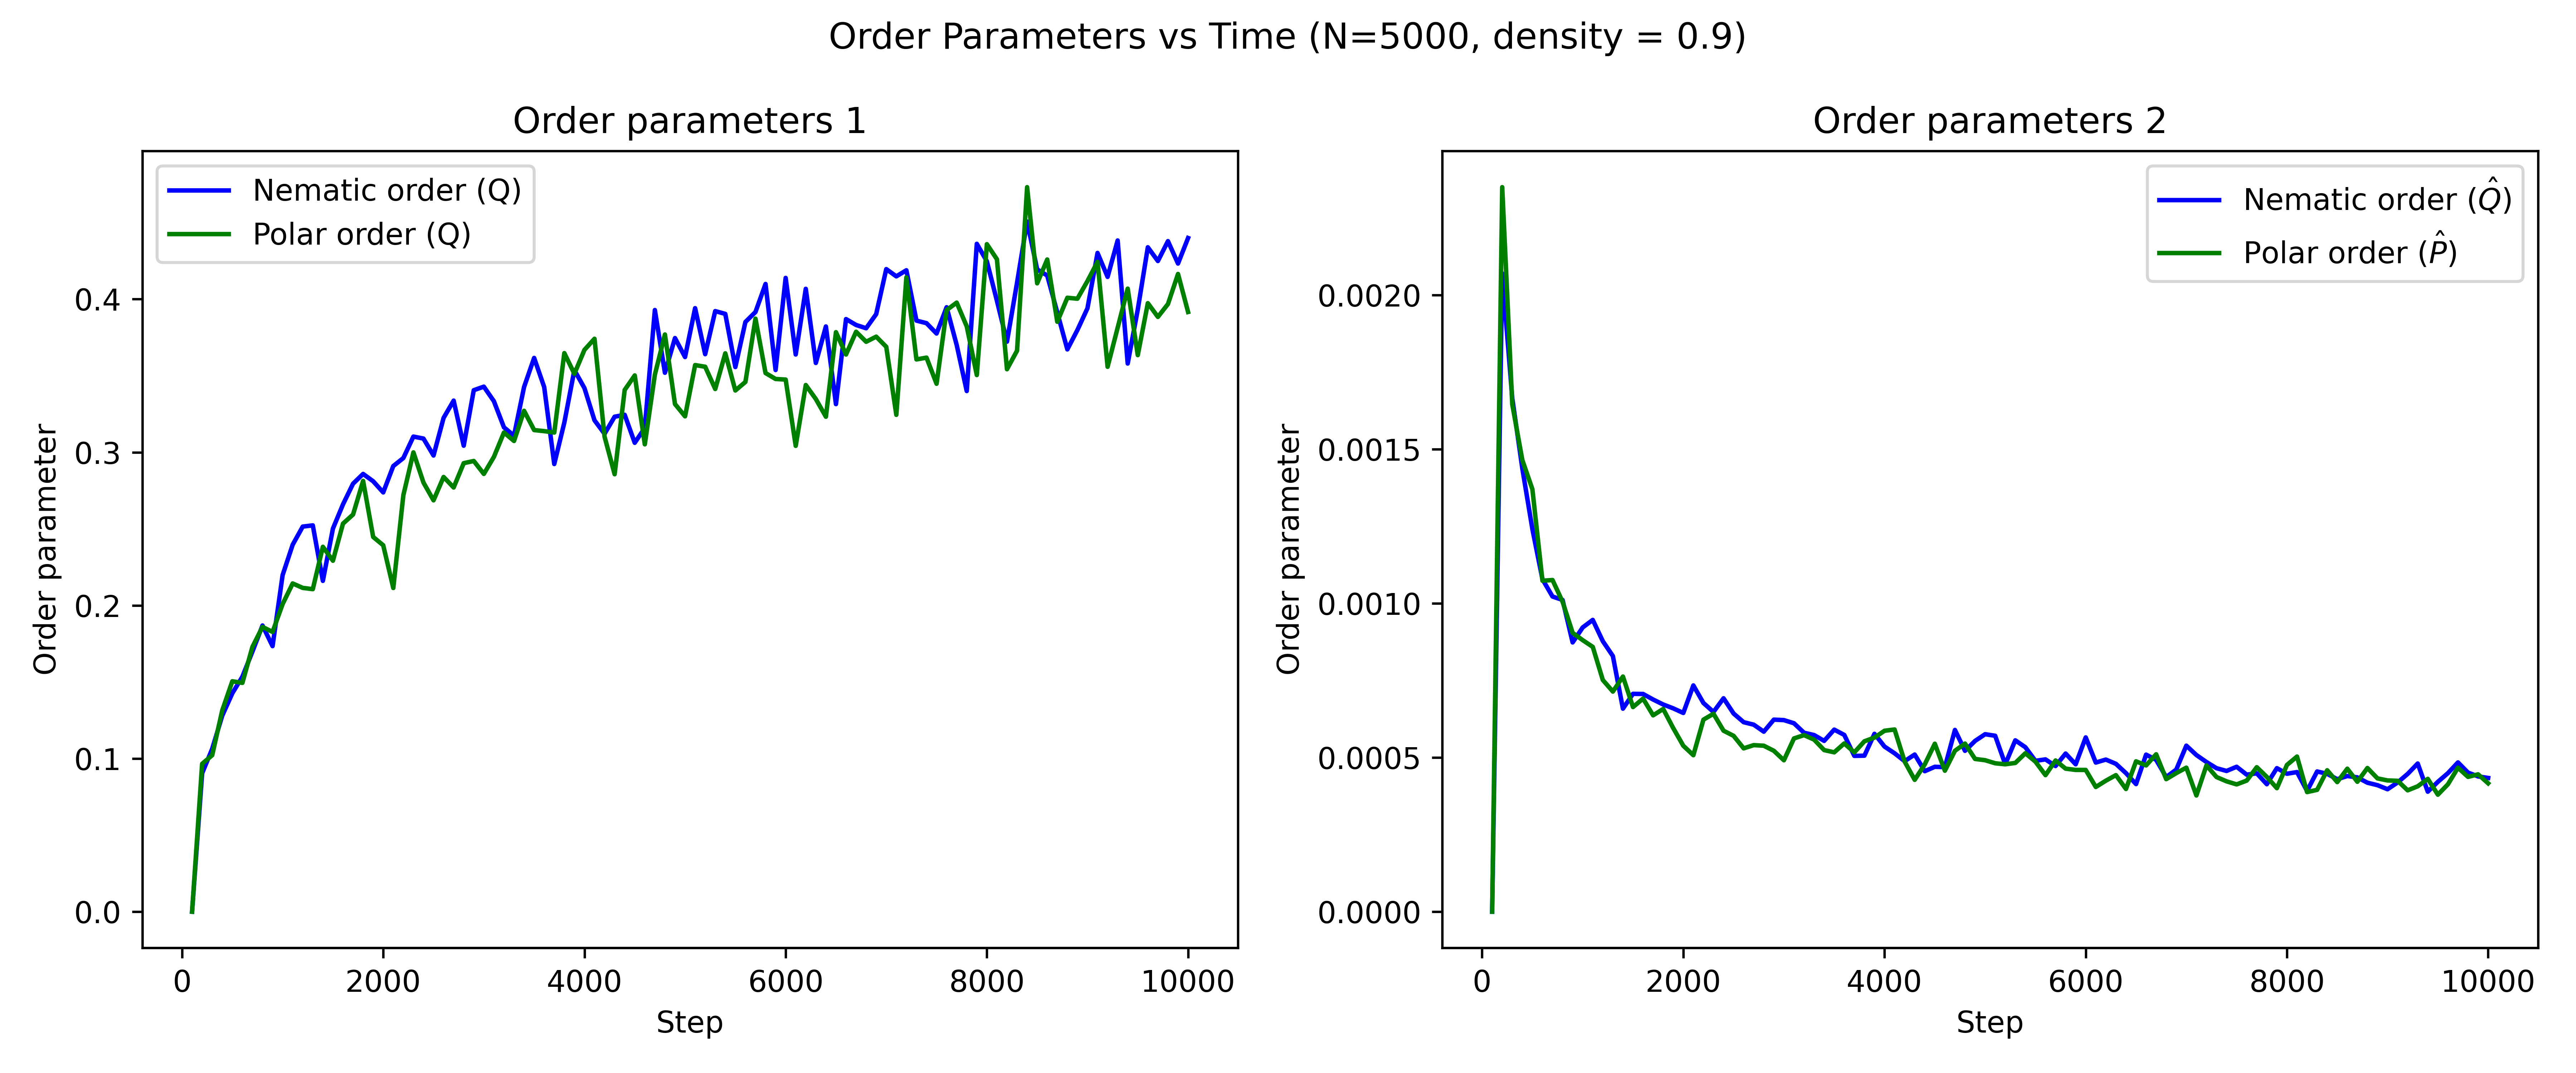 Order Parameters vs Time (N=5000, density = 0.9)
Order parameters 1
Nematic order (Q)
Polar order (Q)
Order parameter
0.4
0.3
0.2
0.1
0.0
0 2000 4000 6000 8000 10000
Step
Order parameters 2
Nematic order (Q̂)
Polar order (P̂)
Order parameter
0.0020
0.0015
0.0010
0.0005
0.0000
0 2000 4000 6000 8000 10000
Step